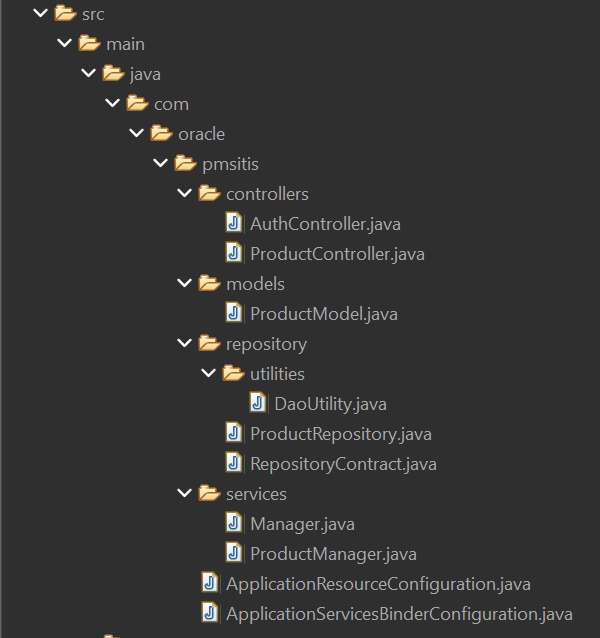 src
main
java
com
oracle
pmsitis
controllers
AuthController.java
ProductController.java
models
ProductModel.java
repository
utilities
DaoUtility.java
ProductRepository.java
RepositoryContract.java
services
Manager.java
ProductManager.java
ApplicationResourceConfiguration.java
ApplicationServicesBinderConfiguration.java